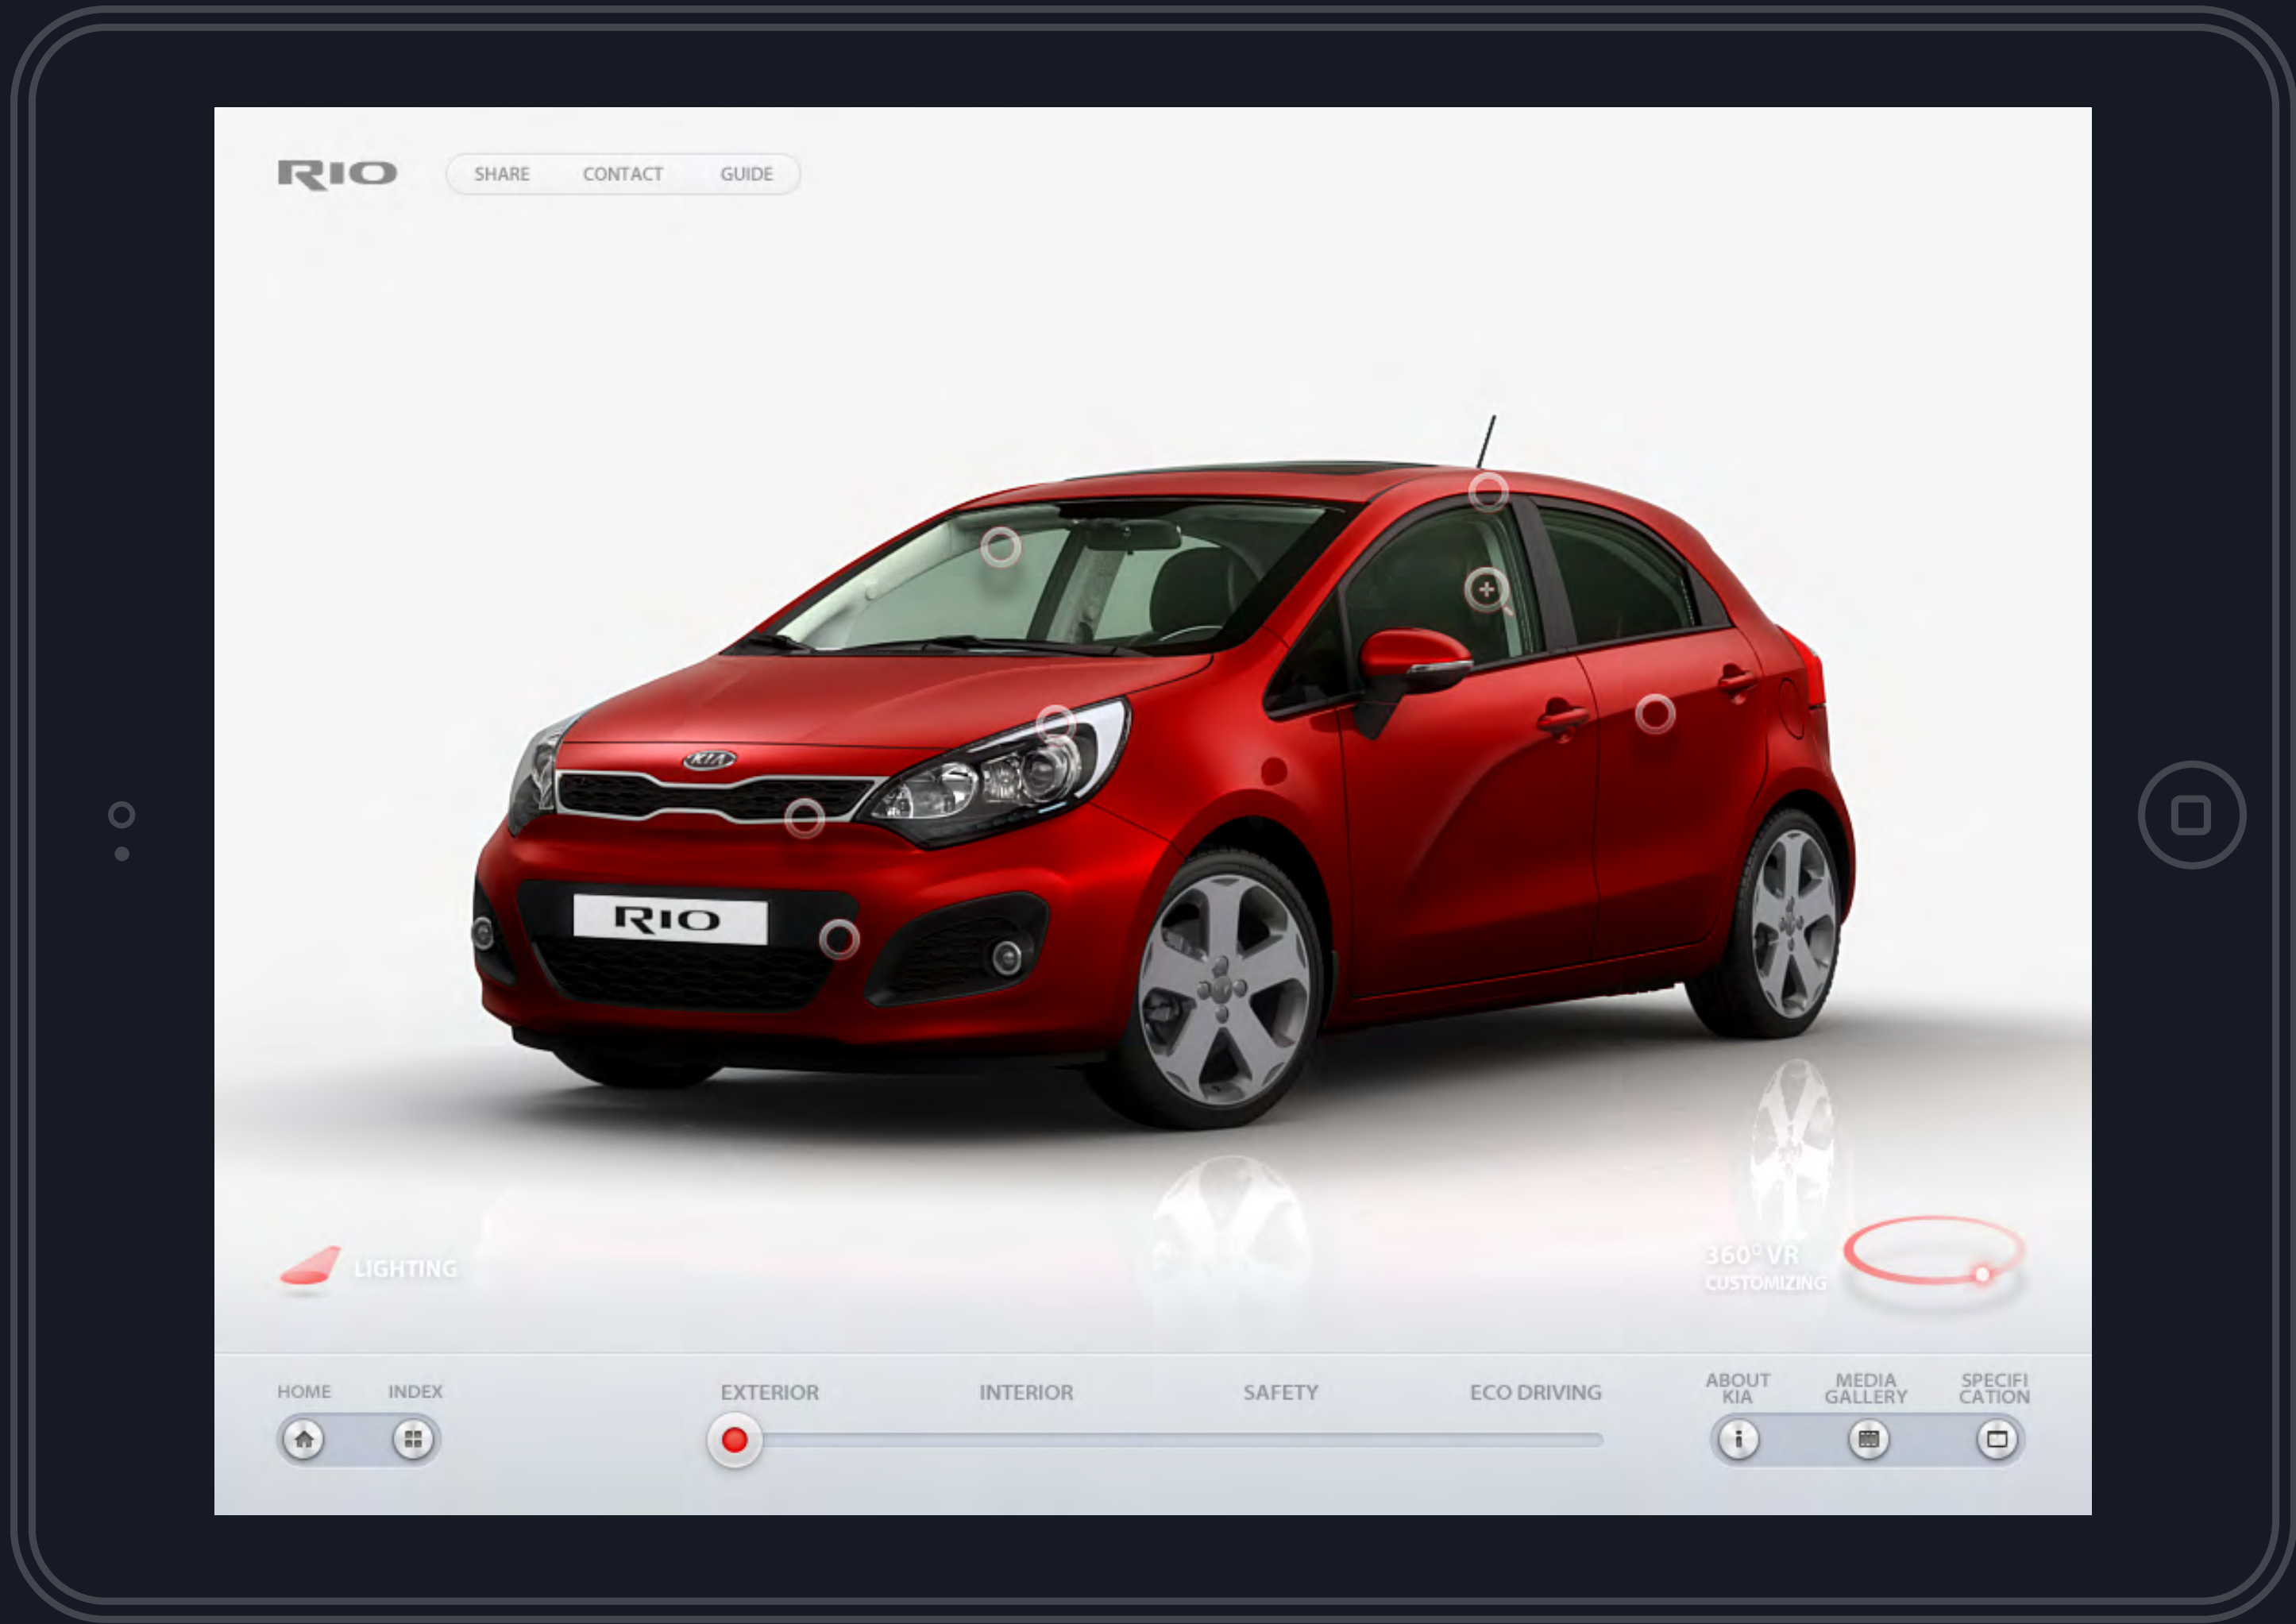 RIO
SHARE CONTACT GUIDE
KIA
RIO
LIGHTING
360° VR
CUSTOMIZING
HOME INDEX
EXTERIOR INTERIOR SAFETY ECO DRIVING
ABOUT
KIA
MEDIA
GALLERY
SPECIFI
CATION